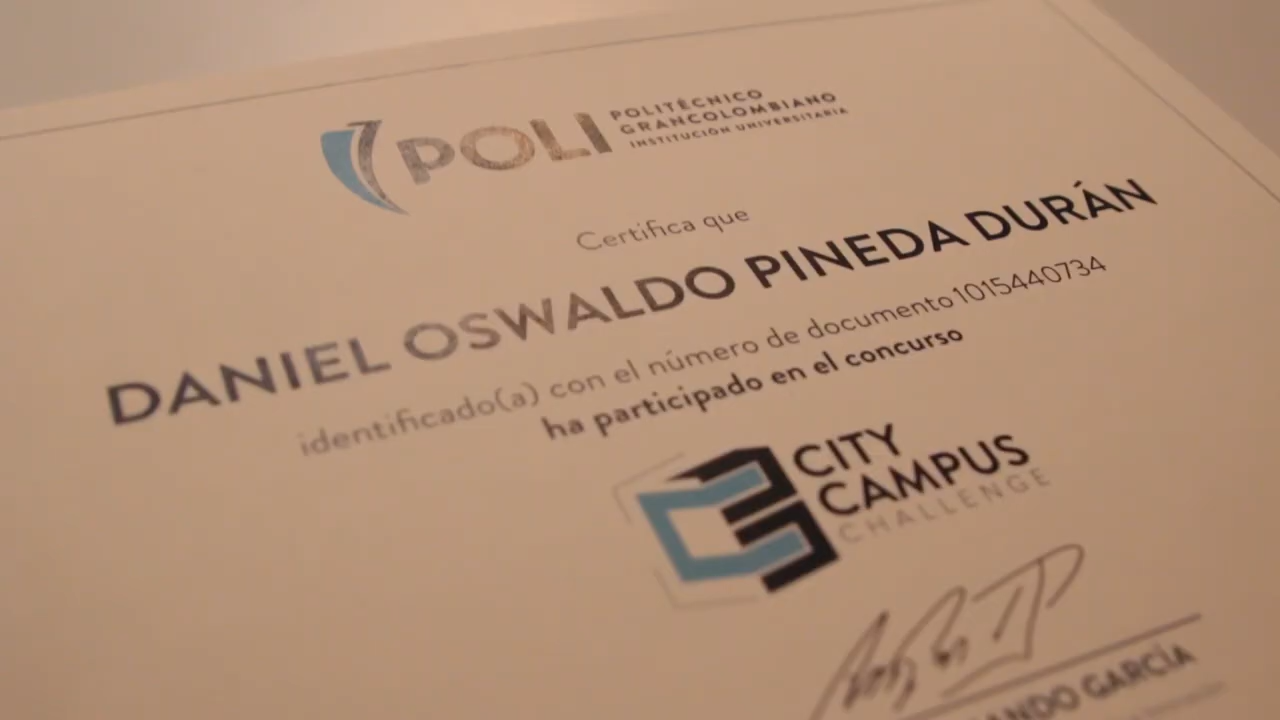 POLI
POLITÉCNICO
GRANCOLOMBIANO
INSTITUCIÓN UNIVERSITARIA
Certifica que
DANIEL OSWALDO PINEDA DURÁN
identificado(a) con el número de documento 1015440734
ha participado en el concurso
CITY
CAMPUS
CHALLENGE
GARCÍA